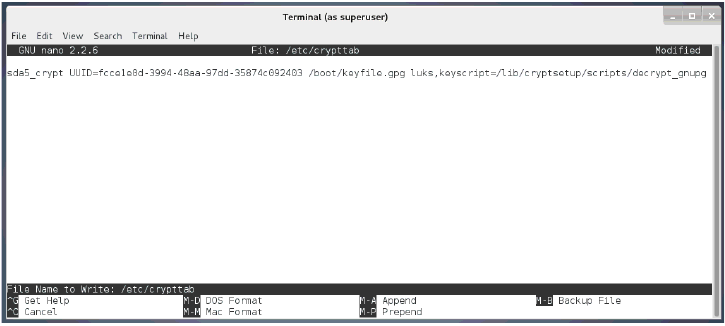 Terminal (as superuser)
File Edit View Search Terminal Help
GNU nano 2.2.6 File: /etc/crypttab Modified
sda5_crypt UUID=fcce1e8d-3994-48aa-97dd-35874c092403 /boot/keyfile.gpg luks,keyscript=/lib/cryptsetup/scripts/decrypt_gnupg
File Name to Write: /etc/crypttab
^G Get Help M-D DOS Format M-A Append M-B Backup File
^C Cancel M-M Mac Format M-P Prepend